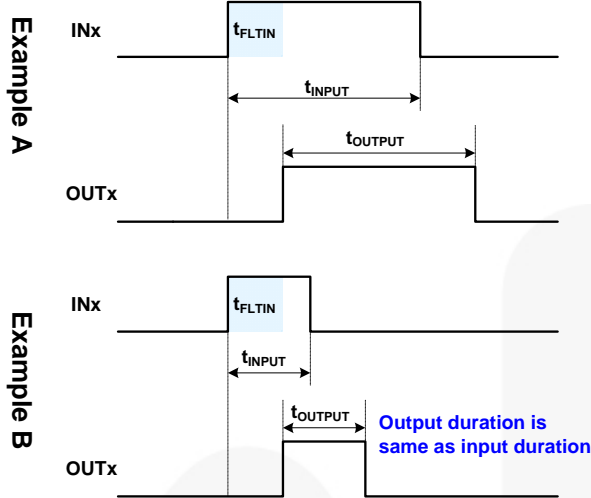 Example A
INx
tFLTIN
tINPUT
tOUTPUT
OUTx
Example B
INx
tFLTIN
tINPUT
tOUTPUT
Output duration is
same as input duration
OUTx